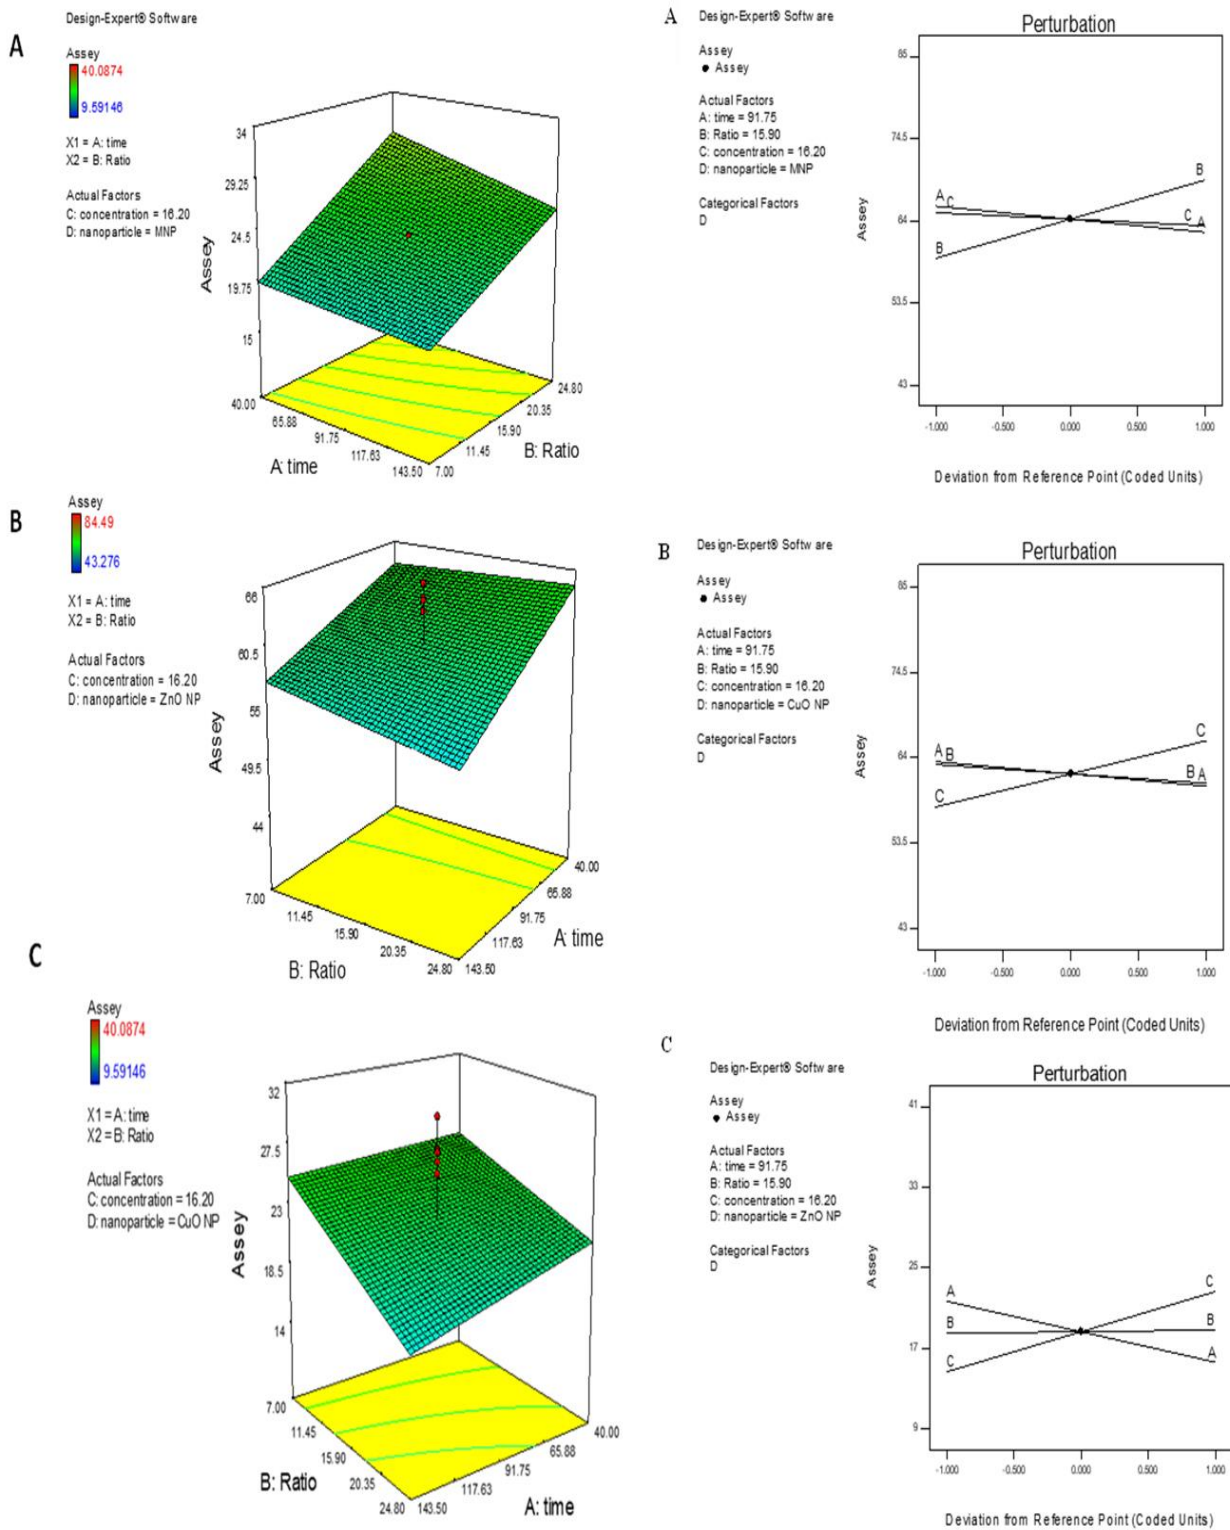 A
Design-Expert® Software
Assey
40.0874
9.59146
X1 = A: time
X2 = B: Ratio
Actual Factors
C: concentration = 16.20
D: nanoparticle = MNP
34
29.25
24.5
19.75
15
Assey
40.00
65.88
91.75
117.63
143.50
A: time
7.00
11.45
15.90
20.35
24.80
B: Ratio
A
Design-Expert® Software
Assey
Assey
Actual Factors
A: time = 91.75
B: Ratio = 15.90
C: concentration = 16.20
D: nanoparticle = MNP
Categorical Factors
D
Perturbation
85
74.5
64
53.5
43
Assey
A C
B
B
C A
-1.000 -0.500 0.000 0.500 1.000
Deviation from Reference Point (Coded Units)
B
Assey
84.49
43.276
X1 = A: time
X2 = B: Ratio
Actual Factors
C: concentration = 16.20
D: nanoparticle = ZnO NP
66
60.5
55
49.5
44
Assey
7.00
11.45
15.90
20.35
24.80
B: Ratio
143.50
117.63
91.75
65.88
40.00
A: time
B
Design-Expert® Software
Assey
Assey
Actual Factors
A: time = 91.75
B: Ratio = 15.90
C: concentration = 16.20
D: nanoparticle = CuO NP
Categorical Factors
D
Perturbation
85
74.5
64
53.5
43
Assey
A B
C
C
B A
-1.000 -0.500 0.000 0.500 1.000
Deviation from Reference Point (Coded Units)
C
Assey
40.0874
9.59146
X1 = A: time
X2 = B: Ratio
Actual Factors
C: concentration = 16.20
D: nanoparticle = CuO NP
32
27.5
23
18.5
14
Assey
7.00
11.45
15.90
20.35
24.80
B: Ratio
143.50
117.63
91.75
65.88
40.00
A: time
C
Design-Expert® Software
Assey
Assey
Actual Factors
A: time = 91.75
B: Ratio = 15.90
C: concentration = 16.20
D: nanoparticle = ZnO NP
Categorical Factors
D
Perturbation
41
33
25
17
9
Assey
A
B
C
C
B
A
-1.000 -0.500 0.000 0.500 1.000
Deviation from Reference Point (Coded Units)